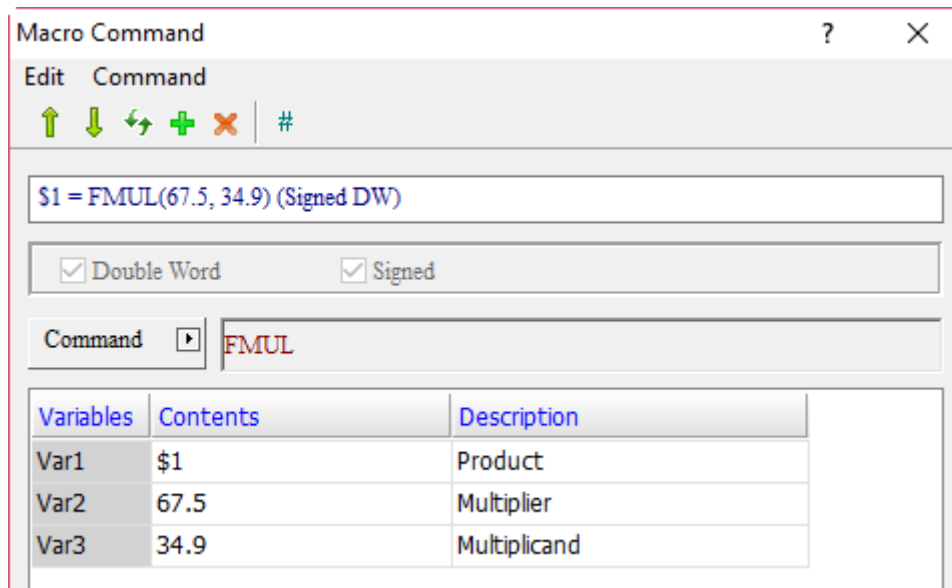 Macro Command ?
Edit Command
#
$1 = FMUL(67.5, 34.9) (Signed DW)
Double Word Signed
Command FMUL
Variables Contents Description
Var1 $1 Product
Var2 67.5 Multiplier
Var3 34.9 Multiplicand